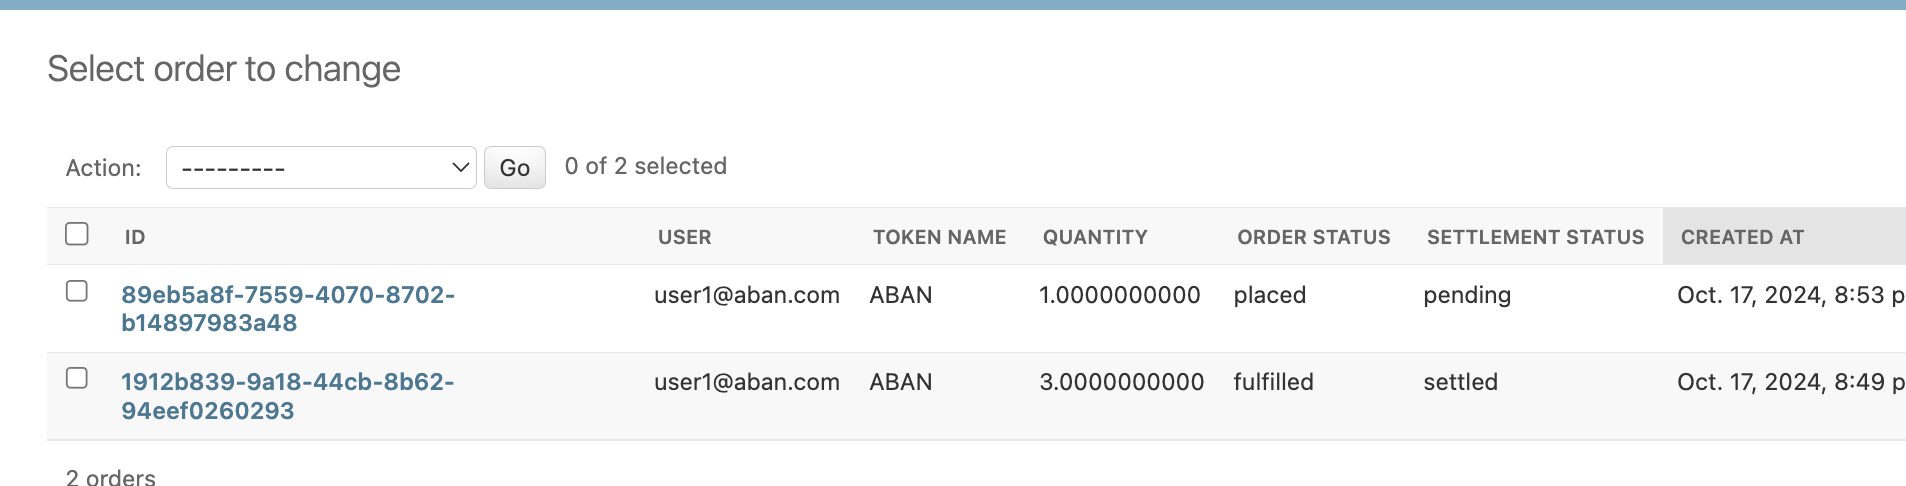 Select order to change
Action: --------- Go 0 of 2 selected
ID USER TOKEN NAME QUANTITY ORDER STATUS SETTLEMENT STATUS CREATED AT
89eb5a8f-7559-4070-8702- user1@aban.com ABAN 1.0000000000 placed pending Oct. 17, 2024, 8:53 p
b14897983a48
1912b839-9a18-44cb-8b62- user1@aban.com ABAN 3.0000000000 fulfilled settled Oct. 17, 2024, 8:49 p
94eef0260293
2 orders